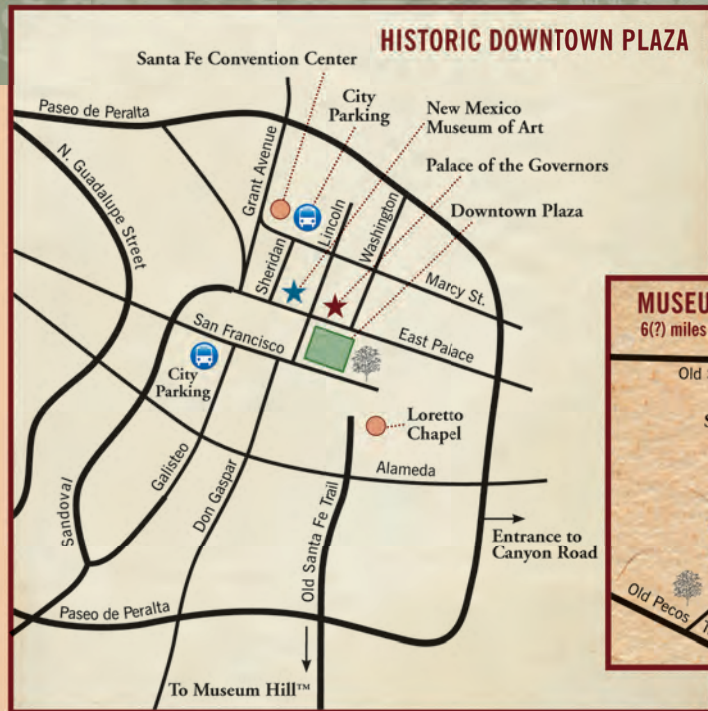 HISTORIC DOWNTOWN PLAZA
Santa Fe Convention Center
City
Parking
New Mexico
Museum of Art
Palace of the Governors
Downtown Plaza
Paseo de Peralta
N. Guadalupe Street
Grant Avenue
Sheridan
Lincoln
Washington
Marcy St.
San Francisco
East Palace
City
Parking
Loretto
Chapel
Galisteo
Don Gaspar
Alameda
Sandoval
Old Santa Fe Trail
Entrance to
Canyon Road
Paseo de Peralta
To Museum Hill™
6(?) miles
Old
Old Pecos